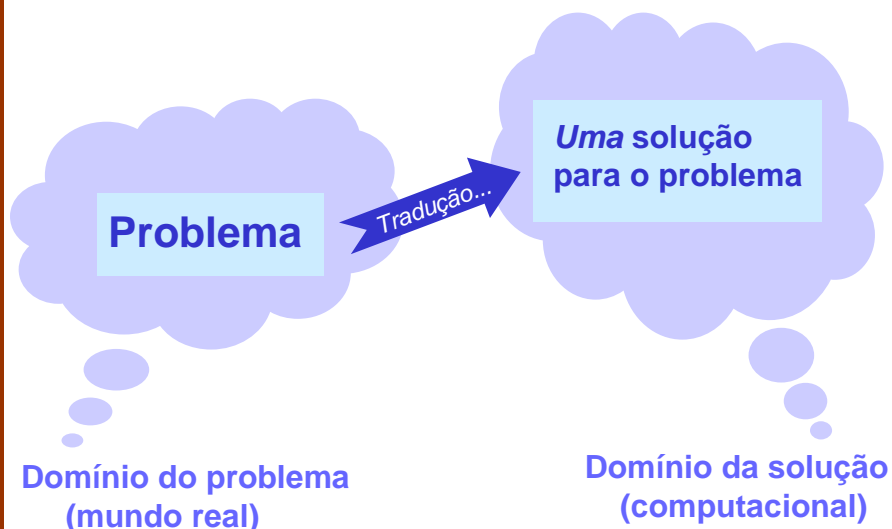 Problema
Tradução...
Uma solução
para o problema
Domínio do problema
(mundo real)
Domínio da solução
(computacional)